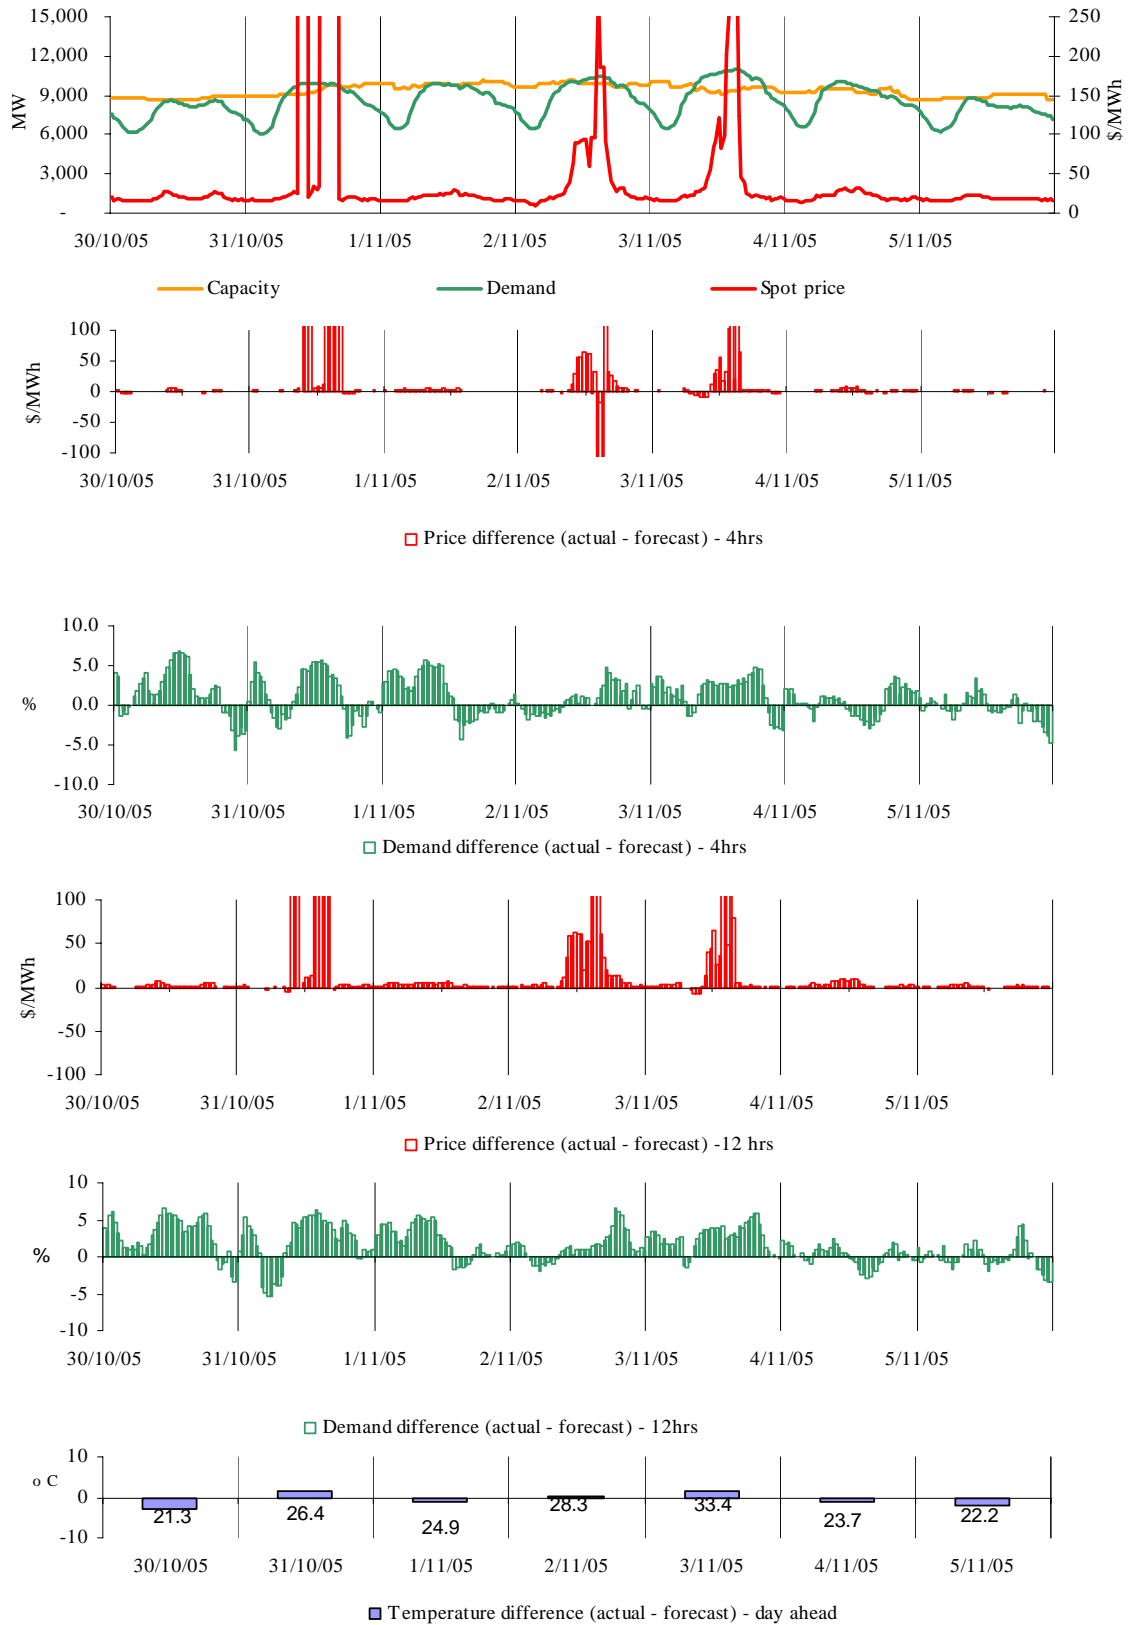 15,000
12,000
9,000
6,000
3,000
-
MW
250
200
150
100
50
0
$/MWh
30/10/05 31/10/05 1/11/05 2/11/05 3/11/05 4/11/05 5/11/05
Capacity Demand Spot price
100
50
0
-50
-100
$/MWh
30/10/05 31/10/05 1/11/05 2/11/05 3/11/05 4/11/05 5/11/05
Price difference (actual - forecast) - 4hrs
10.0
5.0
0.0
-5.0
-10.0
%
30/10/05 31/10/05 1/11/05 2/11/05 3/11/05 4/11/05 5/11/05
Demand difference (actual - forecast) - 4hrs
100
50
0
-50
-100
$/MWh
30/10/05 31/10/05 1/11/05 2/11/05 3/11/05 4/11/05 5/11/05
Price difference (actual - forecast) -12 hrs
10
5
0
-5
-10
%
30/10/05 31/10/05 1/11/05 2/11/05 3/11/05 4/11/05 5/11/05
Demand difference (actual - forecast) - 12hrs
10
0
-10
o C
21.3 26.4 24.9 28.3 33.4 23.7 22.2
30/10/05 31/10/05 1/11/05 2/11/05 3/11/05 4/11/05 5/11/05
Temperature difference (actual - forecast) - day ahead